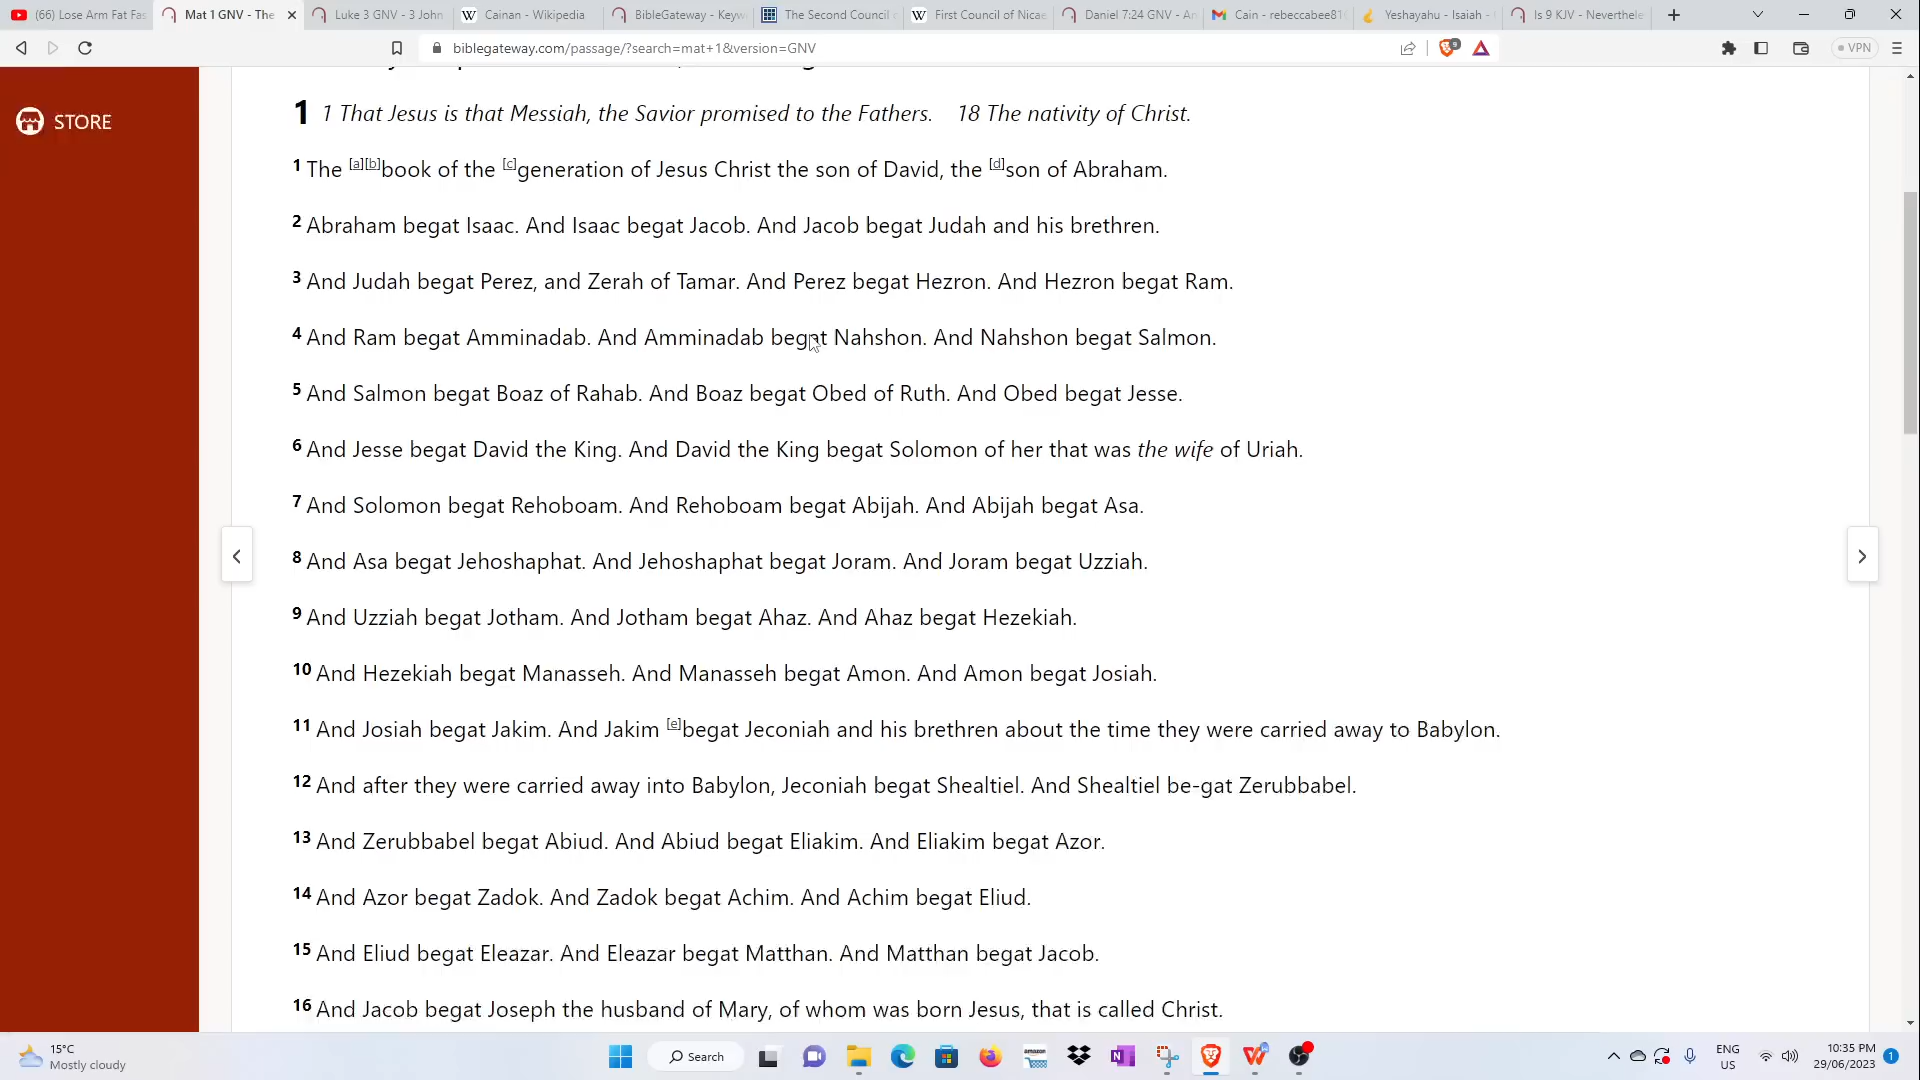 (66) Lose Arm Fat Fas
Mat 1 GNV - The
Luke 3 GNV - 3 John
Cainan - Wikipedia
BibleGateway - Keyw
The Second Council
First Council of Nicae
Daniel 7:24 GNV - An
Cain - rebeccabee81
Yeshayahu - Isaiah -
Is 9 KJV - Neverthele
biblegateway.com/passage/?search=mat+1&version=GNV
VPN
STORE
1 1 That Jesus is that Messiah, the Savior promised to the Fathers. 18 The nativity of Christ.
1 The [a][b]book of the [c]generation of Jesus Christ the son of David, the [d]son of Abraham.
2 Abraham begat Isaac. And Isaac begat Jacob. And Jacob begat Judah and his brethren.
3 And Judah begat Perez, and Zerah of Tamar. And Perez begat Hezron. And Hezron begat Ram.
4 And Ram begat Amminadab. And Amminadab begat Nahshon. And Nahshon begat Salmon.
5 And Salmon begat Boaz of Rahab. And Boaz begat Obed of Ruth. And Obed begat Jesse.
6 And Jesse begat David the King. And David the King begat Solomon of her that was the wife of Uriah.
7 And Solomon begat Rehoboam. And Rehoboam begat Abijah. And Abijah begat Asa.
8 And Asa begat Jehoshaphat. And Jehoshaphat begat Joram. And Joram begat Uzziah.
9 And Uzziah begat Jotham. And Jotham begat Ahaz. And Ahaz begat Hezekiah.
10 And Hezekiah begat Manasseh. And Manasseh begat Amon. And Amon begat Josiah.
11 And Josiah begat Jakim. And Jakim [e]begat Jeconiah and his brethren about the time they were carried away to Babylon.
12 And after they were carried away into Babylon, Jeconiah begat Shealtiel. And Shealtiel be-gat Zerubbabel.
13 And Zerubbabel begat Abiud. And Abiud begat Eliakim. And Eliakim begat Azor.
14 And Azor begat Zadok. And Zadok begat Achim. And Achim begat Eliud.
15 And Eliud begat Eleazar. And Eleazar begat Matthan. And Matthan begat Jacob.
16 And Jacob begat Joseph the husband of Mary, of whom was born Jesus, that is called Christ.
15°C
Mostly cloudy
Search
amazon
ENG
US
10:35 PM
29/06/2023
1